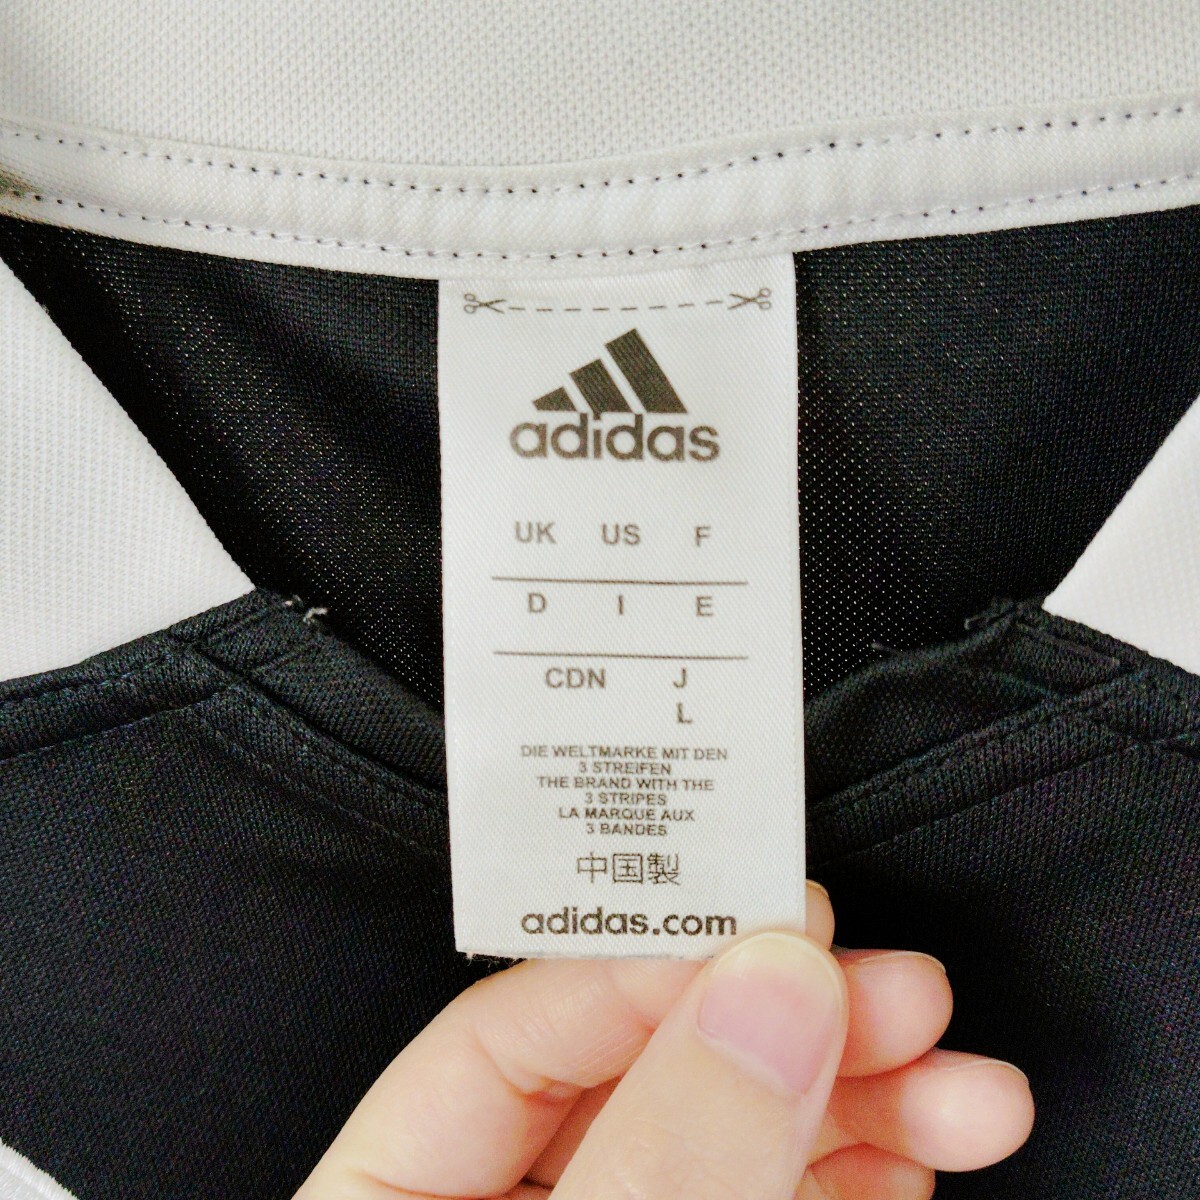 adidas
UK US F
D I E
CDN J
L
DIE WELTMARKE MIT DEN
3 STREIFEN
THE BRAND WITH THE
3 STRIPES
LA MARQUE AUX
3 BANDES
中国製
adidas.com